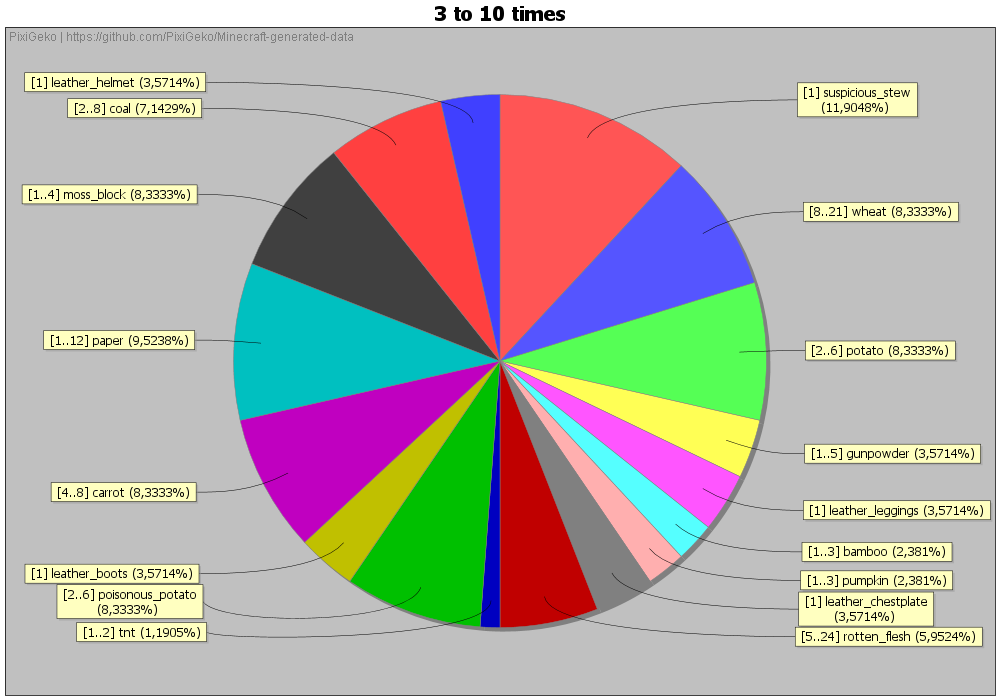 3 to 10 times
PixiGeko | https://github.com/PixiGeko/Minecraft-generated-data
[1] leather_helmet (3,5714%)
[2..8] coal (7,1429%)
[1..4] moss_block (8,3333%)
[1..12] paper (9,5238%)
[4..8] carrot (8,3333%)
[1] leather_boots (3,5714%)
[2..6] poisonous_potato
(8,3333%)
[1..2] tnt (1,1905%)
[1] suspicious_stew
(11,9048%)
[8..21] wheat (8,3333%)
[2..6] potato (8,3333%)
[1..5] gunpowder (3,5714%)
[1] leather_leggings (3,5714%)
[1..3] bamboo (2,381%)
[1..3] pumpkin (2,381%)
[1] leather_chestplate
(3,5714%)
[5..24] rotten_flesh (5,9524%)